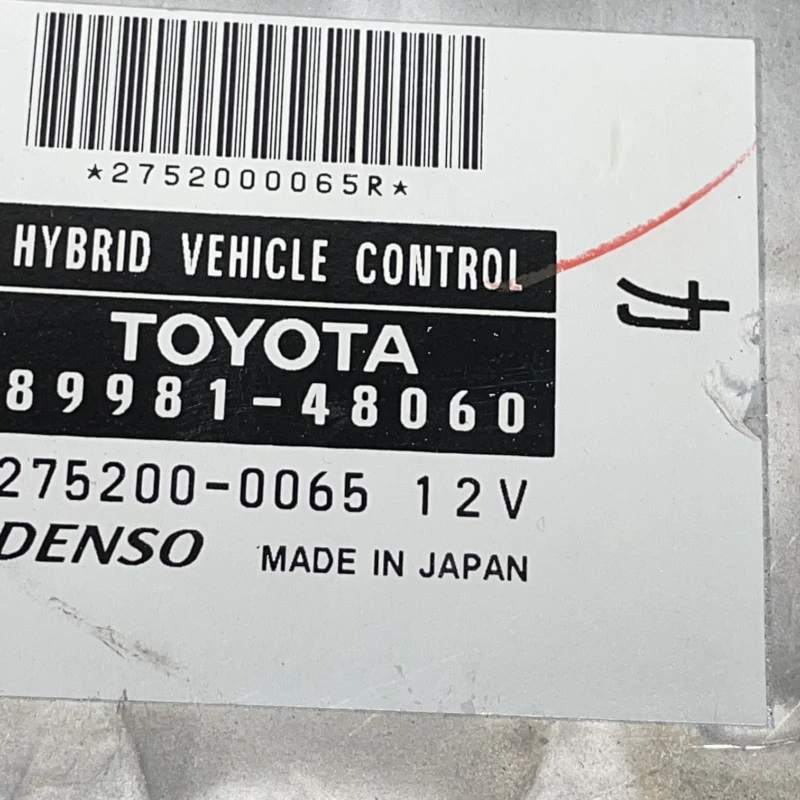 *2752000065R*
HYBRID VEHICLE CONTROL
TOYOTA
89981-48060
275200-0065 12V
DENSO
MADE IN JAPAN
カ